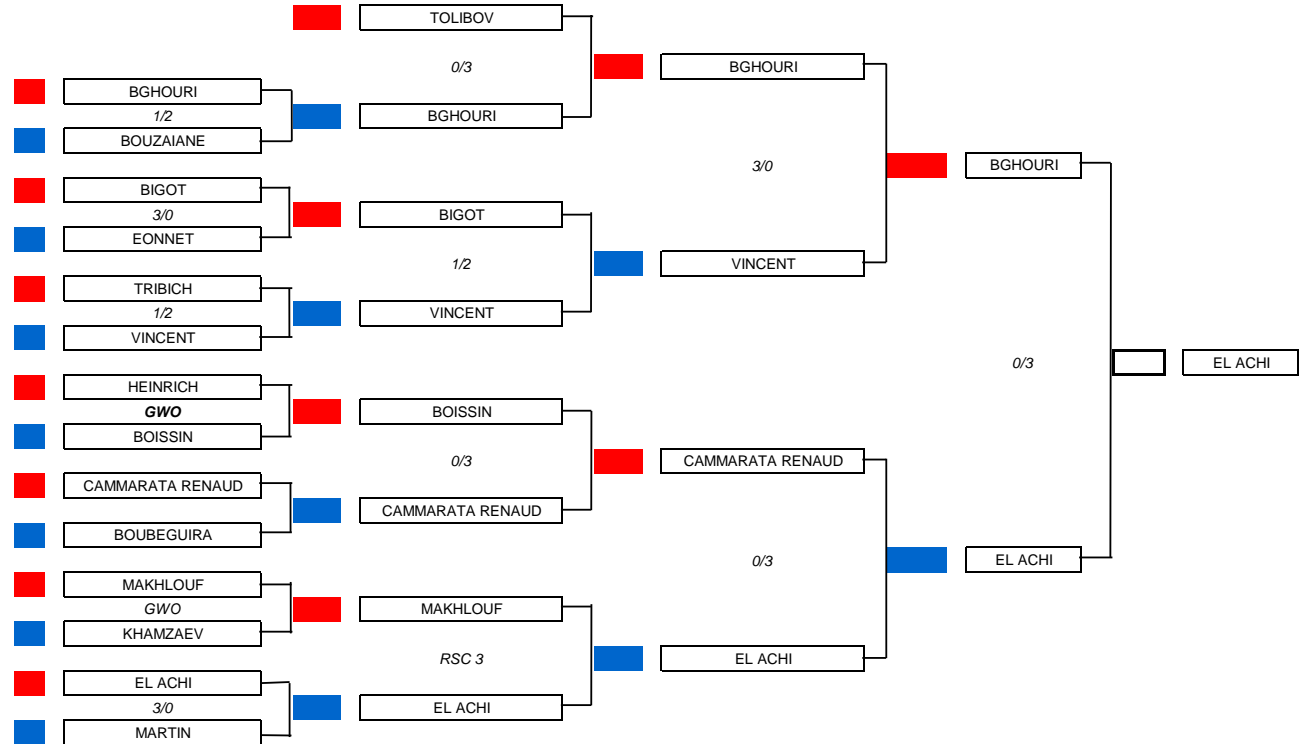 TOLIBOV
0/3
BGHOURI
BGHOURI
1/2
BOUZAIANE
BGHOURI
3/0
BGHOURI
BIGOT
3/0
EONNET
BIGOT
1/2
VINCENT
TRIBICH
1/2
VINCENT
VINCENT
0/3
EL ACHI
HEINRICH
GWO
BOISSIN
BOISSIN
0/3
CAMMARATA RENAUD
CAMMARATA RENAUD
BOUBEGUIRA
CAMMARATA RENAUD
0/3
EL ACHI
MAKHLOUF
GWO
KHAMZAEV
MAKHLOUF
RSC 3
EL ACHI
EL ACHI
3/0
MARTIN
EL ACHI